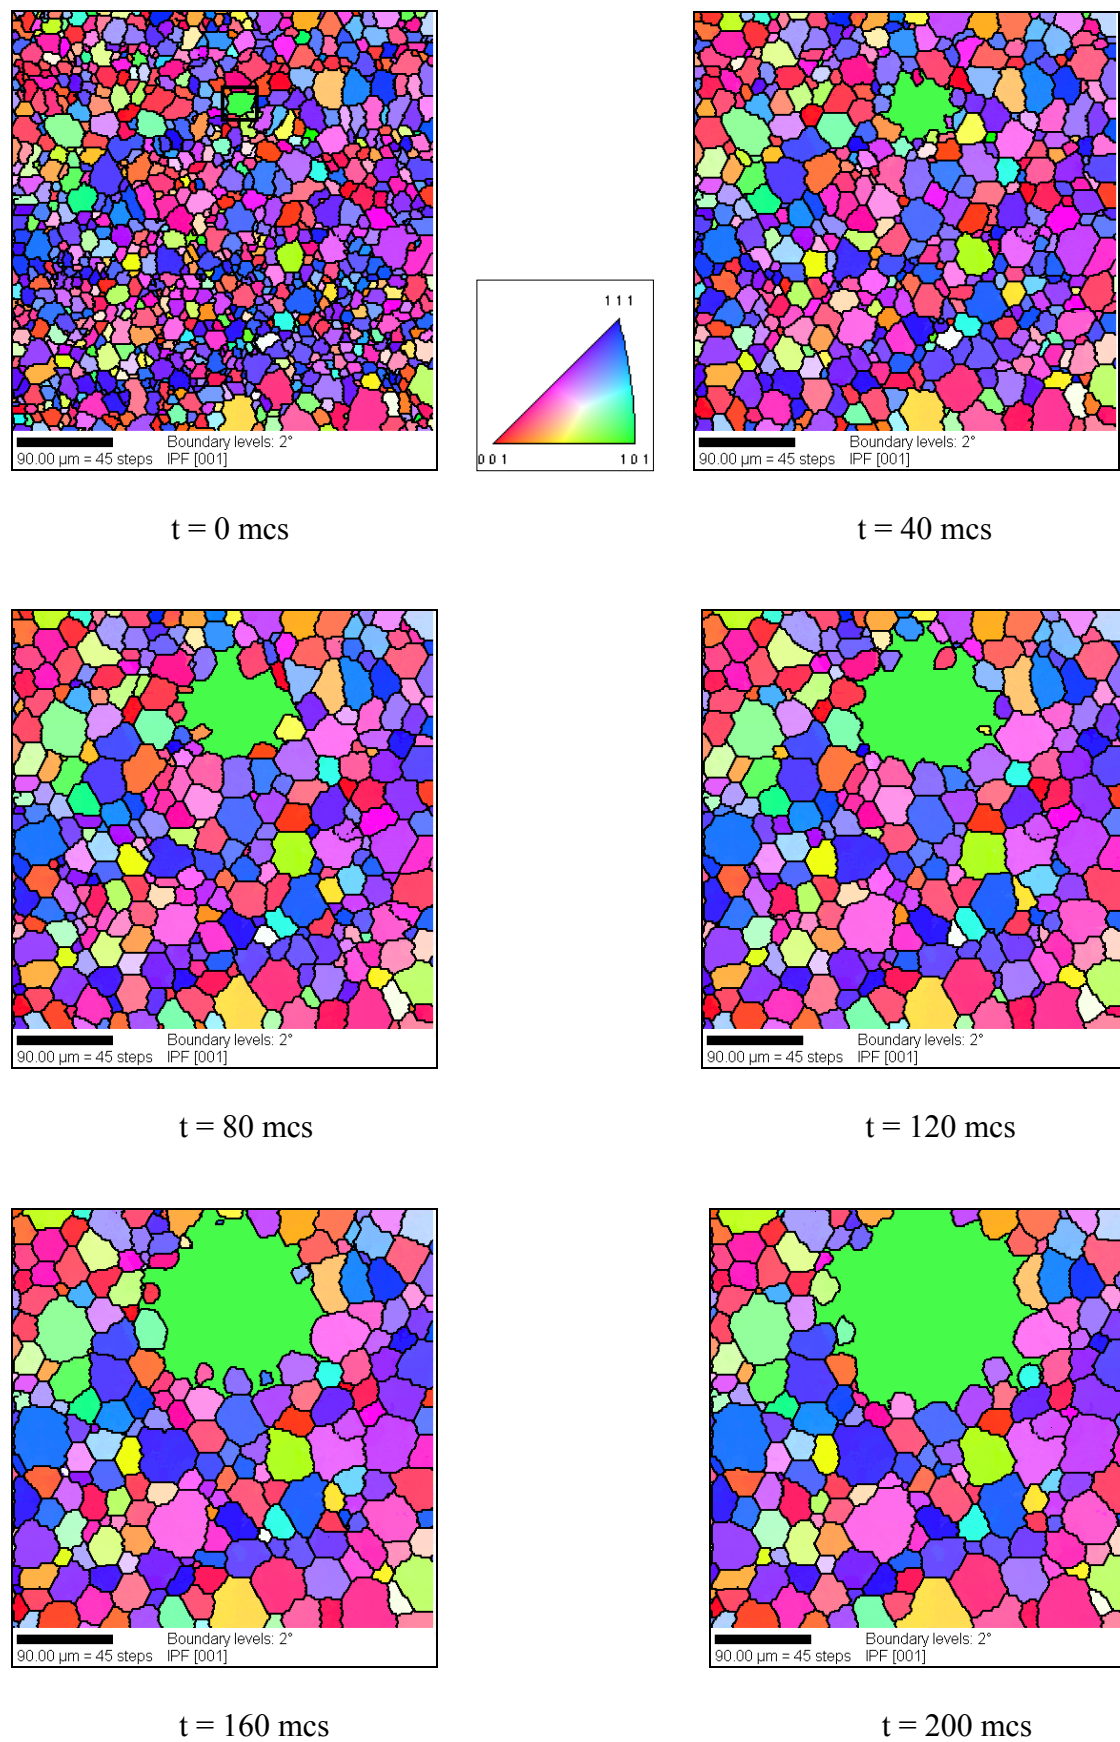 1 1 1
0 0 1
1 0 1
Boundary levels: 2°
90.00 µm = 45 steps IPF [001]
t = 0 mcs
Boundary levels: 2°
90.00 µm = 45 steps IPF [001]
t = 40 mcs
Boundary levels: 2°
90.00 µm = 45 steps IPF [001]
t = 80 mcs
Boundary levels: 2°
90.00 µm = 45 steps IPF [001]
t = 120 mcs
Boundary levels: 2°
90.00 µm = 45 steps IPF [001]
t = 160 mcs
Boundary levels: 2°
90.00 µm = 45 steps IPF [001]
t = 200 mcs